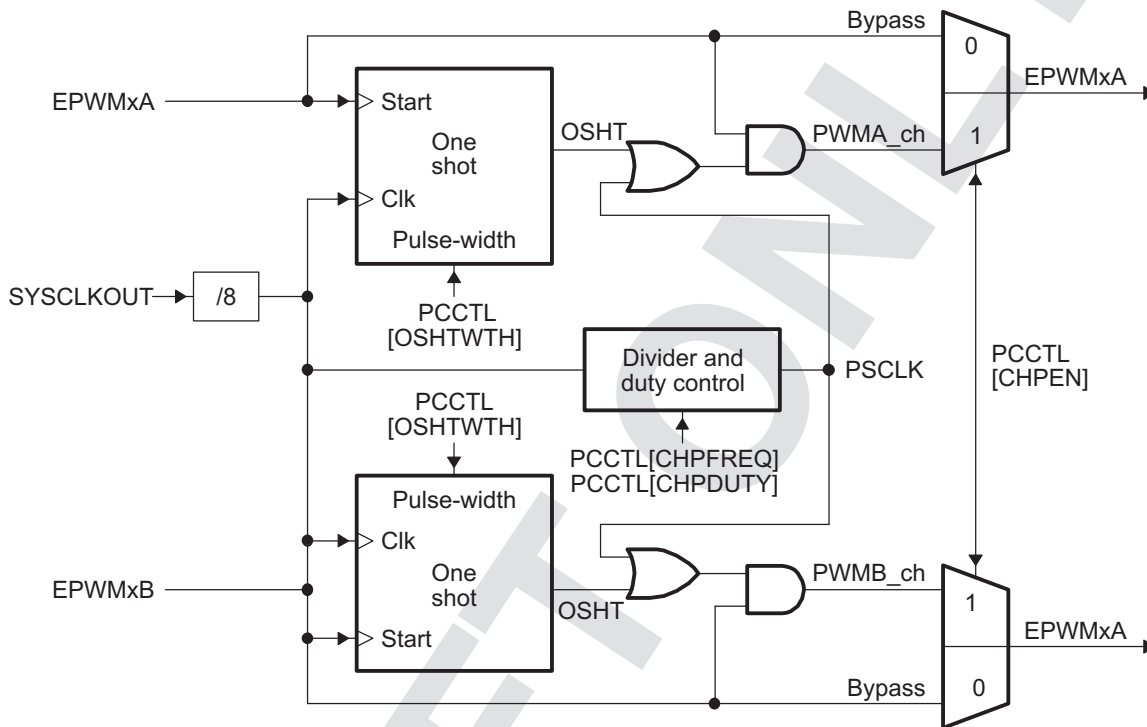 Bypass
0
EPWMxA
EPWMxA
Start
OSHT
PWMA_ch
1
One
shot
Clk
Pulse-width
SYSCLKOUT
/8
PCCTL
[OSHTWTH]
Divider and
duty control
PSCLK
PCCTL
[CHPEN]
PCCTL
[OSHTWTH]
PCCTL[CHPFREQ]
PCCTL[CHPDUTY]
Pulse-width
Clk
PWMB_ch
1
EPWMxB
One
shot
OSHT
EPWMxA
Start
Bypass
0